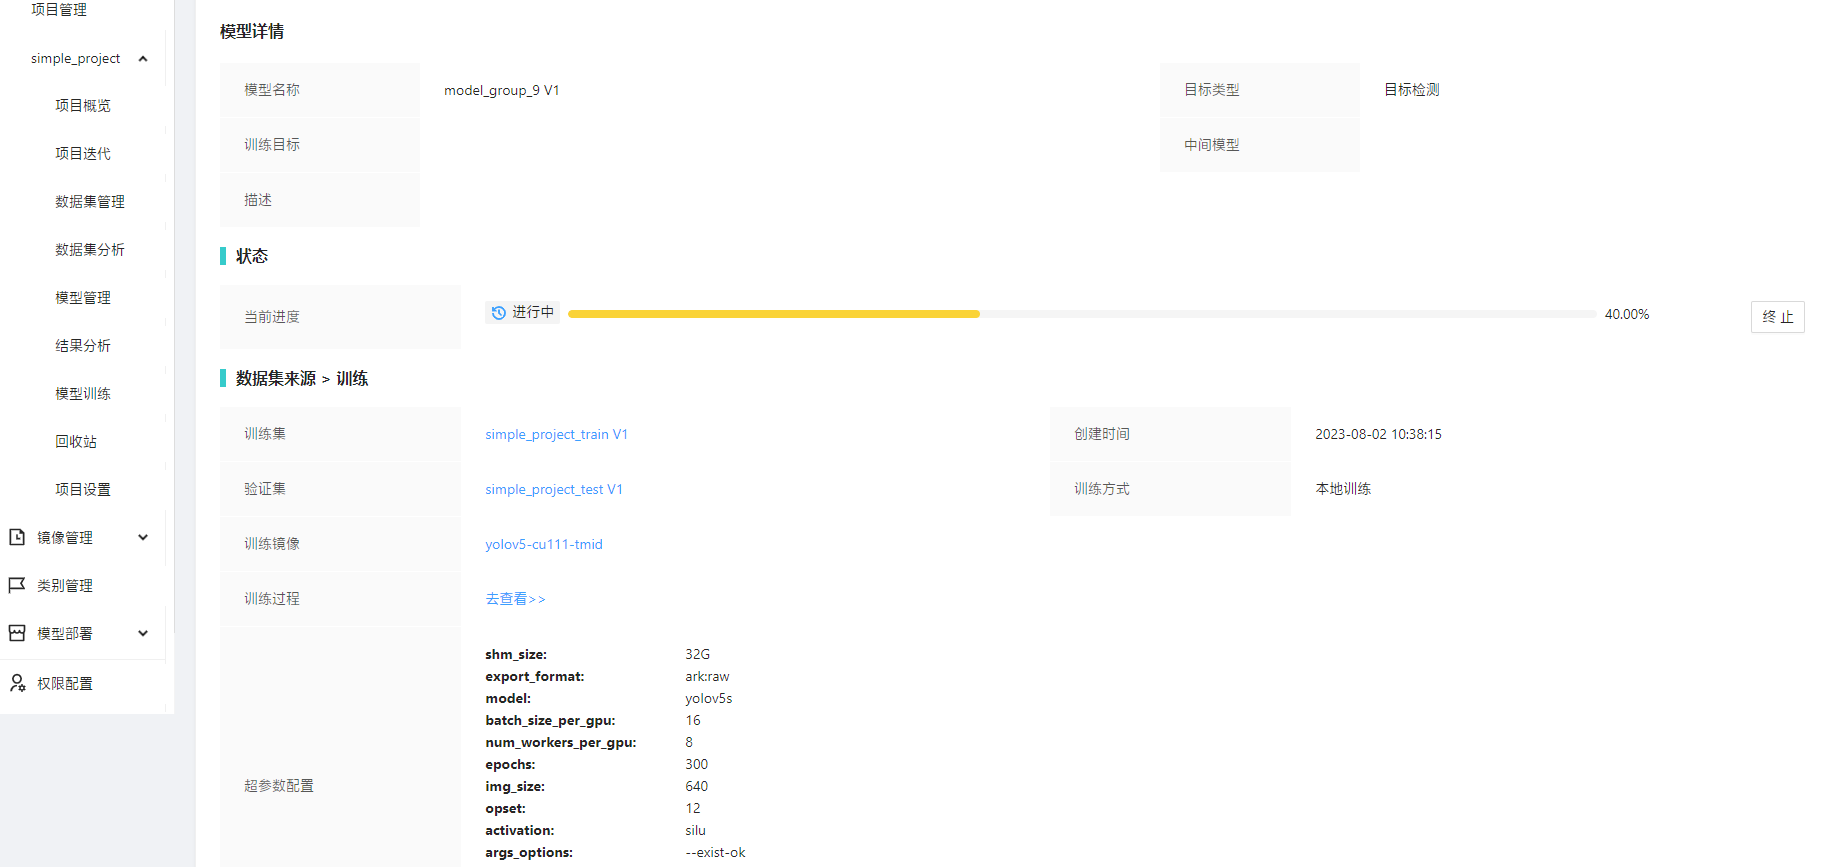 项目管理
simple_project
项目概览
项目迭代
数据集管理
数据集分析
模型管理
结果分析
模型训练
回收站
项目设置
镜像管理
类别管理
模型部署
权限配置
模型详情
模型名称 model_group_9 V1 目标类型 目标检测
训练目标 中间模型
描述
状态
当前进度 进行中 40.00% 终 止
数据集来源 > 训练
训练集 simple_project_train V1 创建时间 2023-08-02 10:38:15
验证集 simple_project_test V1 训练方式 本地训练
训练镜像 yolov5-cu111-tmid
训练过程 去查看>>
超参数配置
shm_size: 32G
export_format: ark:raw
model: yolov5s
batch_size_per_gpu: 16
num_workers_per_gpu: 8
epochs: 300
img_size: 640
opset: 12
activation: silu
args_options: --exist-ok